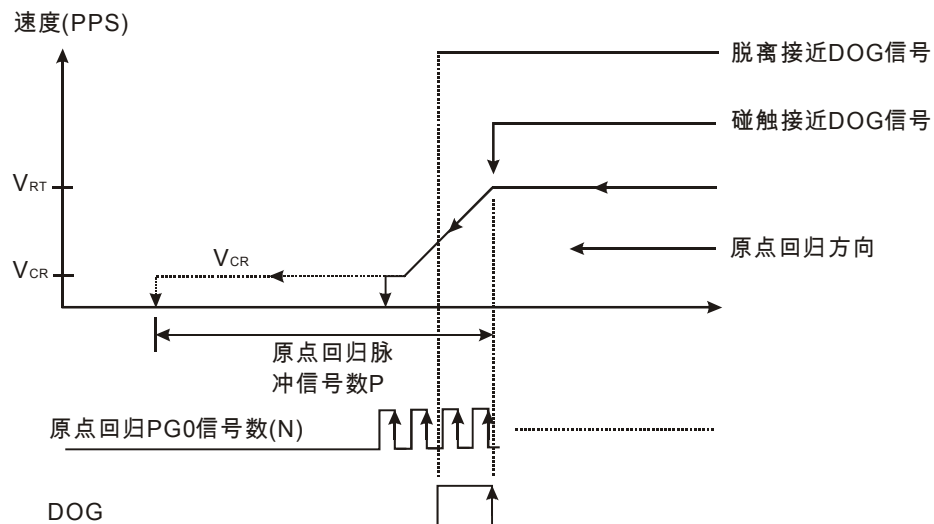 速度(PPS)
脱离接近DOG信号
碰触接近DOG信号
VRT
原点回归方向
VCR
VCR
原点回归脉
冲信号数P
原点回归PG0信号数(N)
DOG